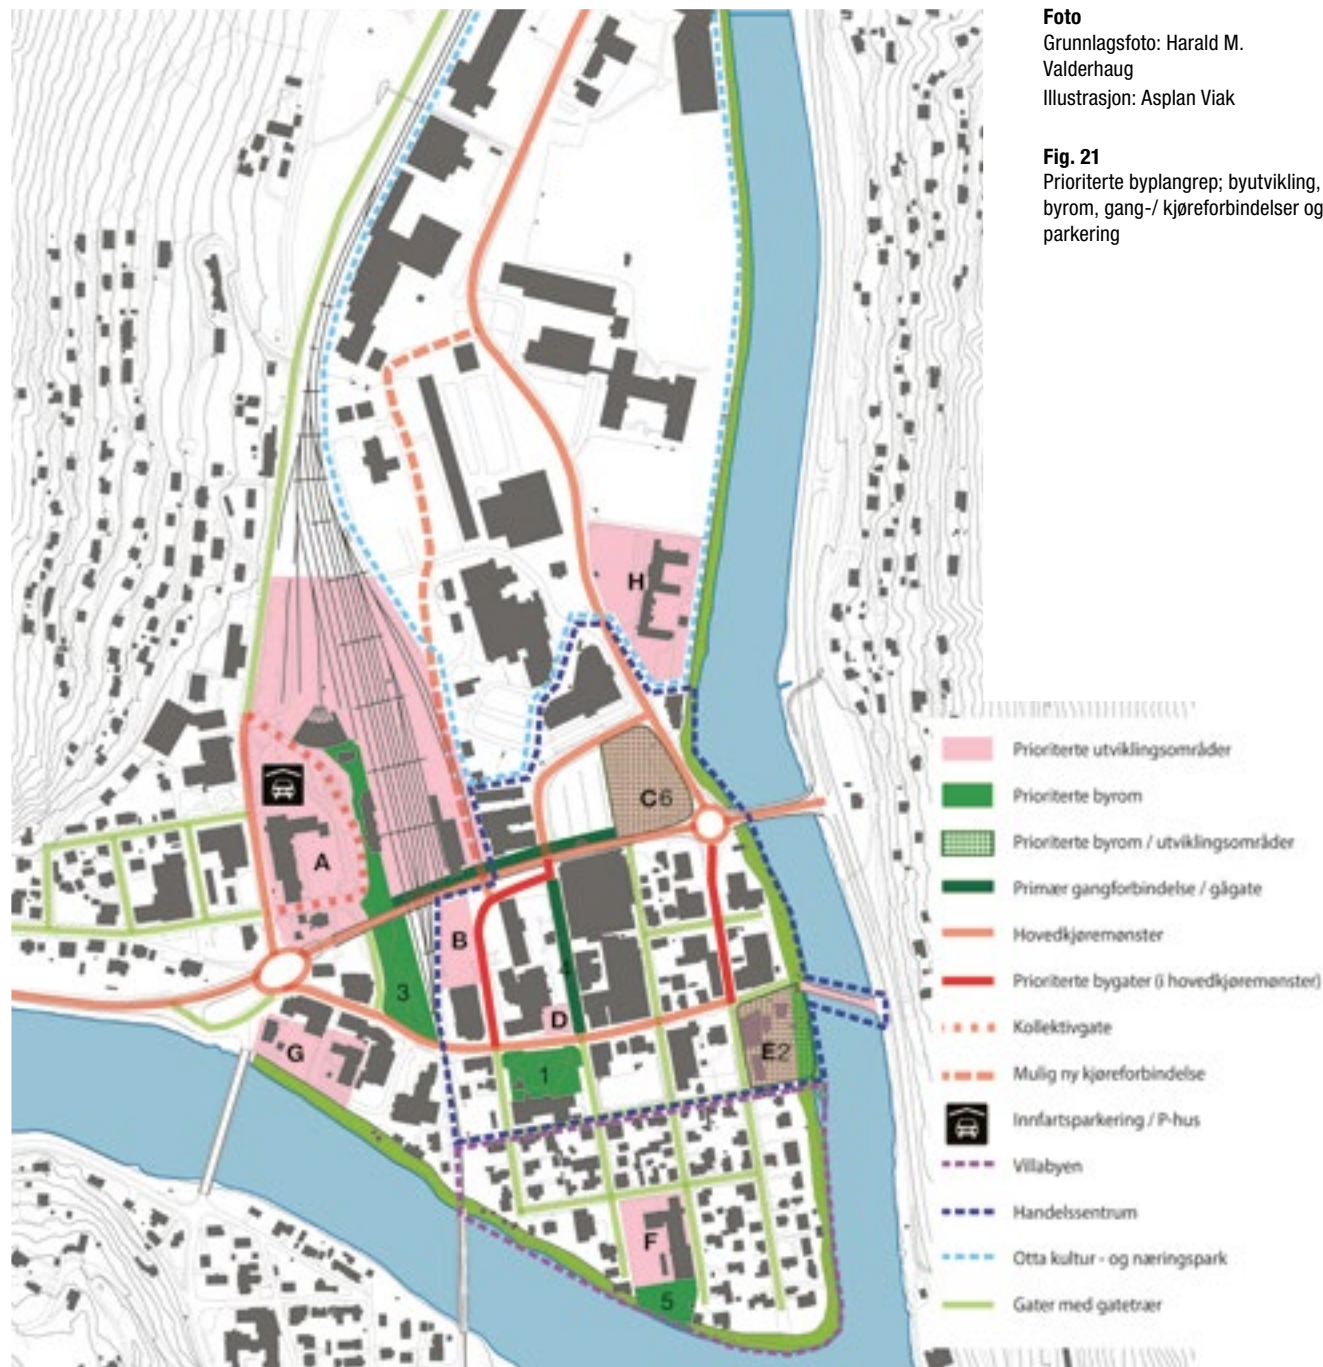 Foto
Grunnlagsfoto: Harald M.
Valderhaug
Illustrasjon: Asplan Viak
Fig. 21
Prioriterte byplangrep; byutvikling,
byrom, gang-/ kjøreforbindelser og
parkering
H
C6
A
B
4
3
D
G
1
E2
F
5
Prioriterte utviklingsområder
Prioriterte byrom
Prioriterte byrom / utviklingsområder
Primær gangforbindelse / gågate
Hovedkjøremønster
Prioriterte bygater (i hovedkjøremønster)
Kollektivgate
Mulig ny kjøreforbindelse
Innfartsparkering / P-hus
Villabyen
Handelssentrum
Otta kultur - og næringspark
Gater med gatetrær